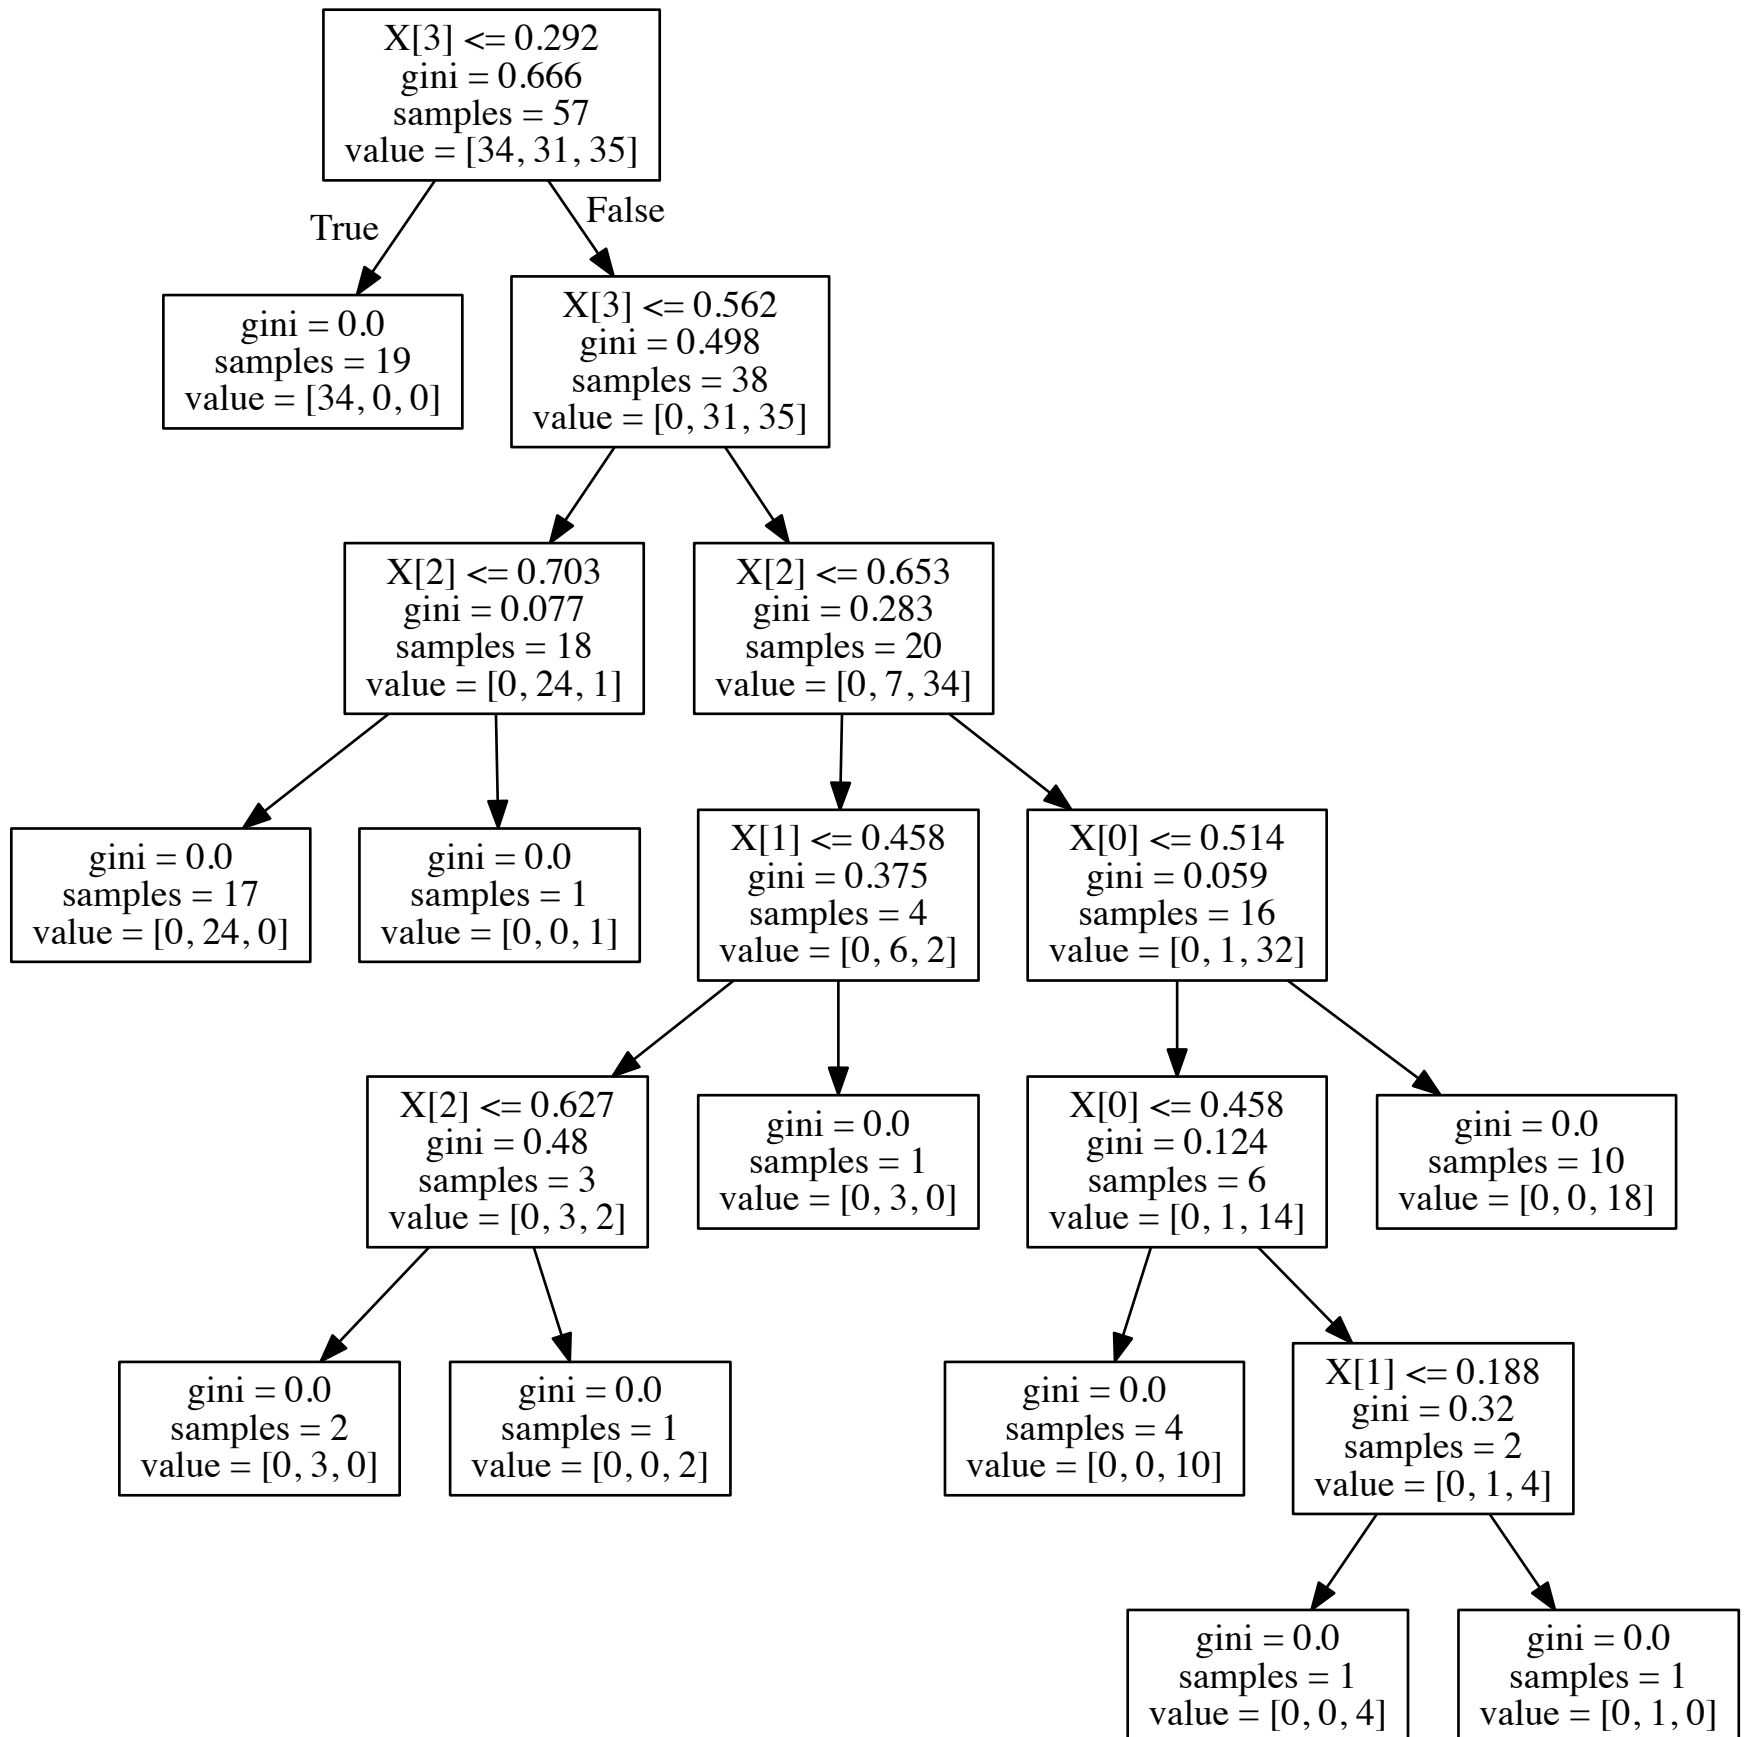 X[3] <= 0.292
gini = 0.666
samples = 57
value = [34, 31, 35]
True
False
gini = 0.0
samples = 19
value = [34, 0, 0]
X[3] <= 0.562
gini = 0.498
samples = 38
value = [0, 31, 35]
X[2] <= 0.703
gini = 0.077
samples = 18
value = [0, 24, 1]
X[2] <= 0.653
gini = 0.283
samples = 20
value = [0, 7, 34]
gini = 0.0
samples = 17
value = [0, 24, 0]
gini = 0.0
samples = 1
value = [0, 0, 1]
X[1] <= 0.458
gini = 0.375
samples = 4
value = [0, 6, 2]
X[0] <= 0.514
gini = 0.059
samples = 16
value = [0, 1, 32]
X[2] <= 0.627
gini = 0.48
samples = 3
value = [0, 3, 2]
gini = 0.0
samples = 1
value = [0, 3, 0]
X[0] <= 0.458
gini = 0.124
samples = 6
value = [0, 1, 14]
gini = 0.0
samples = 10
value = [0, 0, 18]
gini = 0.0
samples = 2
value = [0, 3, 0]
gini = 0.0
samples = 1
value = [0, 0, 2]
gini = 0.0
samples = 4
value = [0, 0, 10]
X[1] <= 0.188
gini = 0.32
samples = 2
value = [0, 1, 4]
gini = 0.0
samples = 1
value = [0, 0, 4]
gini = 0.0
samples = 1
value = [0, 1, 0]